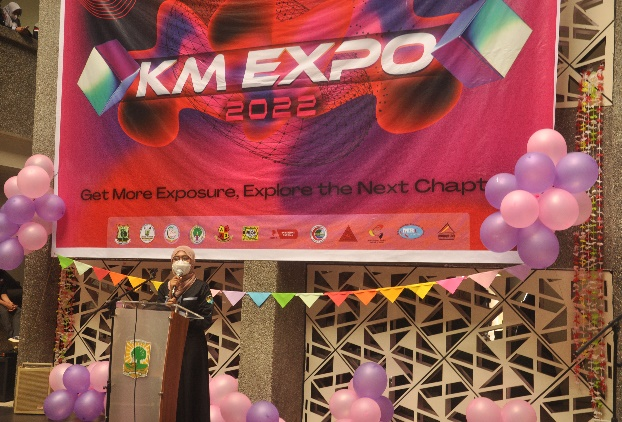 KM EXPO
2022
Get More Exposure, Explore the Next Chapt